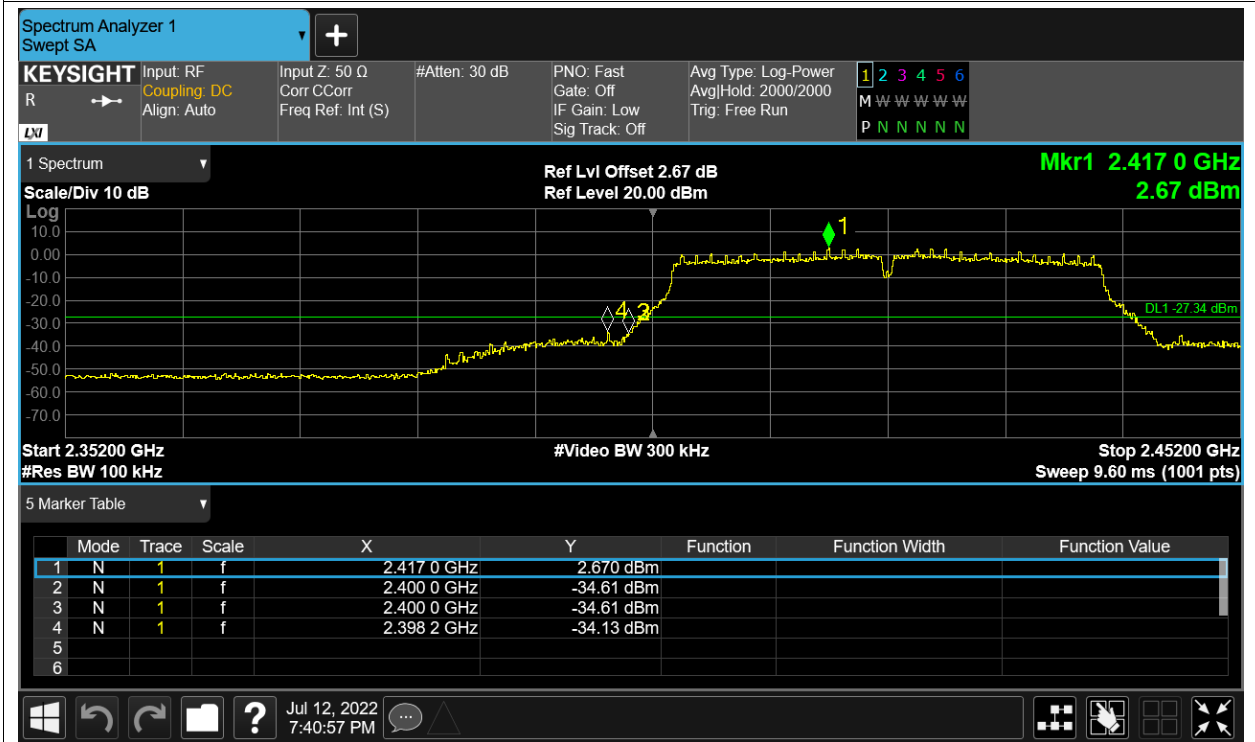 Spectrum Analyzer 1
Swept SA
+
KEYSIGHT Input: RF Input Z: 50 Ω #Atten: 30 dB PNO: Fast Avg Type: Log-Power 1 2 3 4 5 6
R Coupling: DC Corr CCorr Gate: Off Avg|Hold: 2000/2000 M W W W W W
Align: Auto Freq Ref: Int (S) IF Gain: Low Trig: Free Run
LXI Sig Track: Off P N N N N N
1 Spectrum Ref Lvl Offset 2.67 dB Mkr1 2.417 0 GHz
Scale/Div 10 dB Ref Level 20.00 dBm 2.67 dBm
Log
1
10.0
0.00
-10.0
-20.0
4 DL1 -27.34 dBm
-30.0
-40.0
-50.0
-60.0
-70.0
Start 2.35200 GHz #Video BW 300 kHz Stop 2.45200 GHz
#Res BW 100 kHz Sweep 9.60 ms (1001 pts)
5 Marker Table
Mode Trace Scale X Y Function Function Width Function Value
1 N 1 f 2.417 0 GHz 2.670 dBm
2 N 1 f 2.400 0 GHz -34.61 dBm
3 N 1 f 2.400 0 GHz -34.61 dBm
4 N 1 f 2.398 2 GHz -34.13 dBm
5
6
? Jul 12, 2022
7:40:57 PM